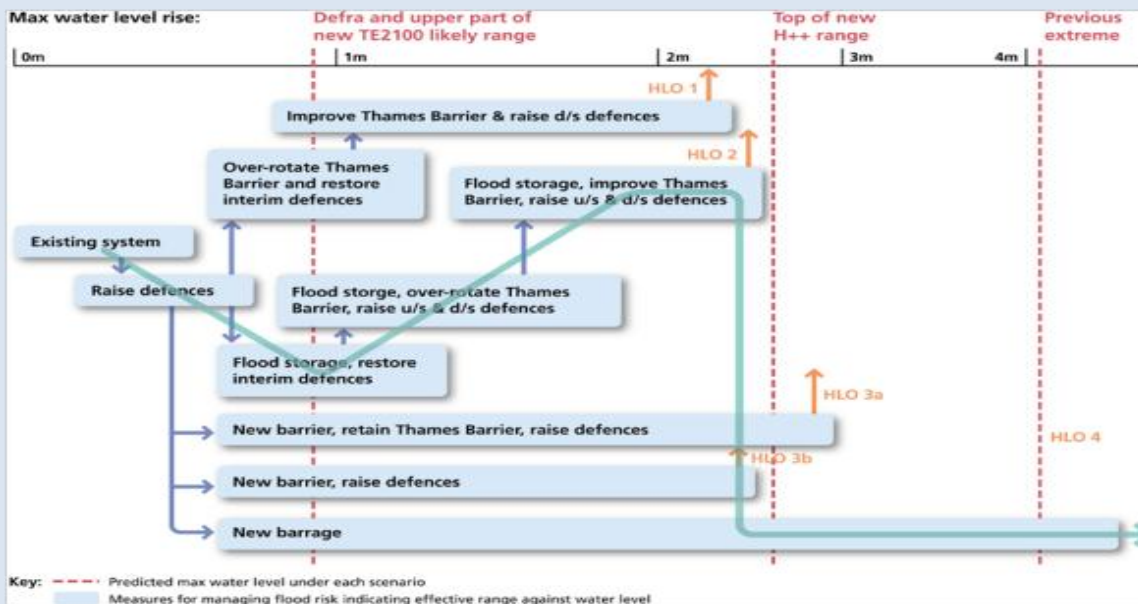 Max water level rise:
Defra and upper part of
new TE2100 likely range
Top of new
H++ range
Previous
extreme
0m
1m
2m
3m
4m
HLO 1
Improve Thames Barrier & raise d/s defences
HLO 2
Over-rotate Thames
Barrier and restore
interim defences
Flood storage, improve Thames
Barrier, raise u/s & d/s defences
Existing system
Raise defences
Flood storge, over-rotate Thames
Barrier, raise u/s & d/s defences
Flood storage, restore
interim defences
HLO 3a
New barrier, retain Thames Barrier, raise defences
HLO 4
HLO 3b
New barrier, raise defences
New barrage
Key:
Predicted max water level under each scenario
Measures for managing flood risk indicating effective range against water level